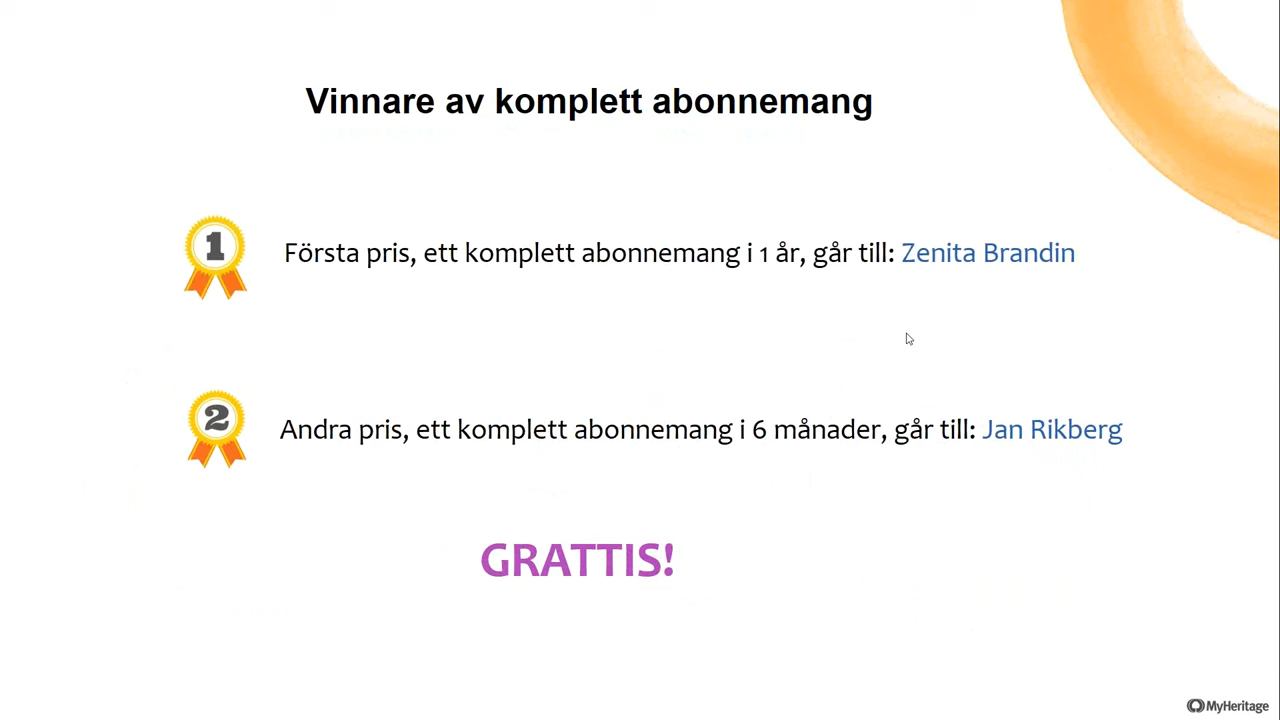 Vinnare av komplett abonnemang
1
Första pris, ett komplett abonnemang i 1 år, går till: Zenita Brandin
2
Andra pris, ett komplett abonnemang i 6 månader, går till: Jan Rikberg
GRATTIS!
MyHeritage